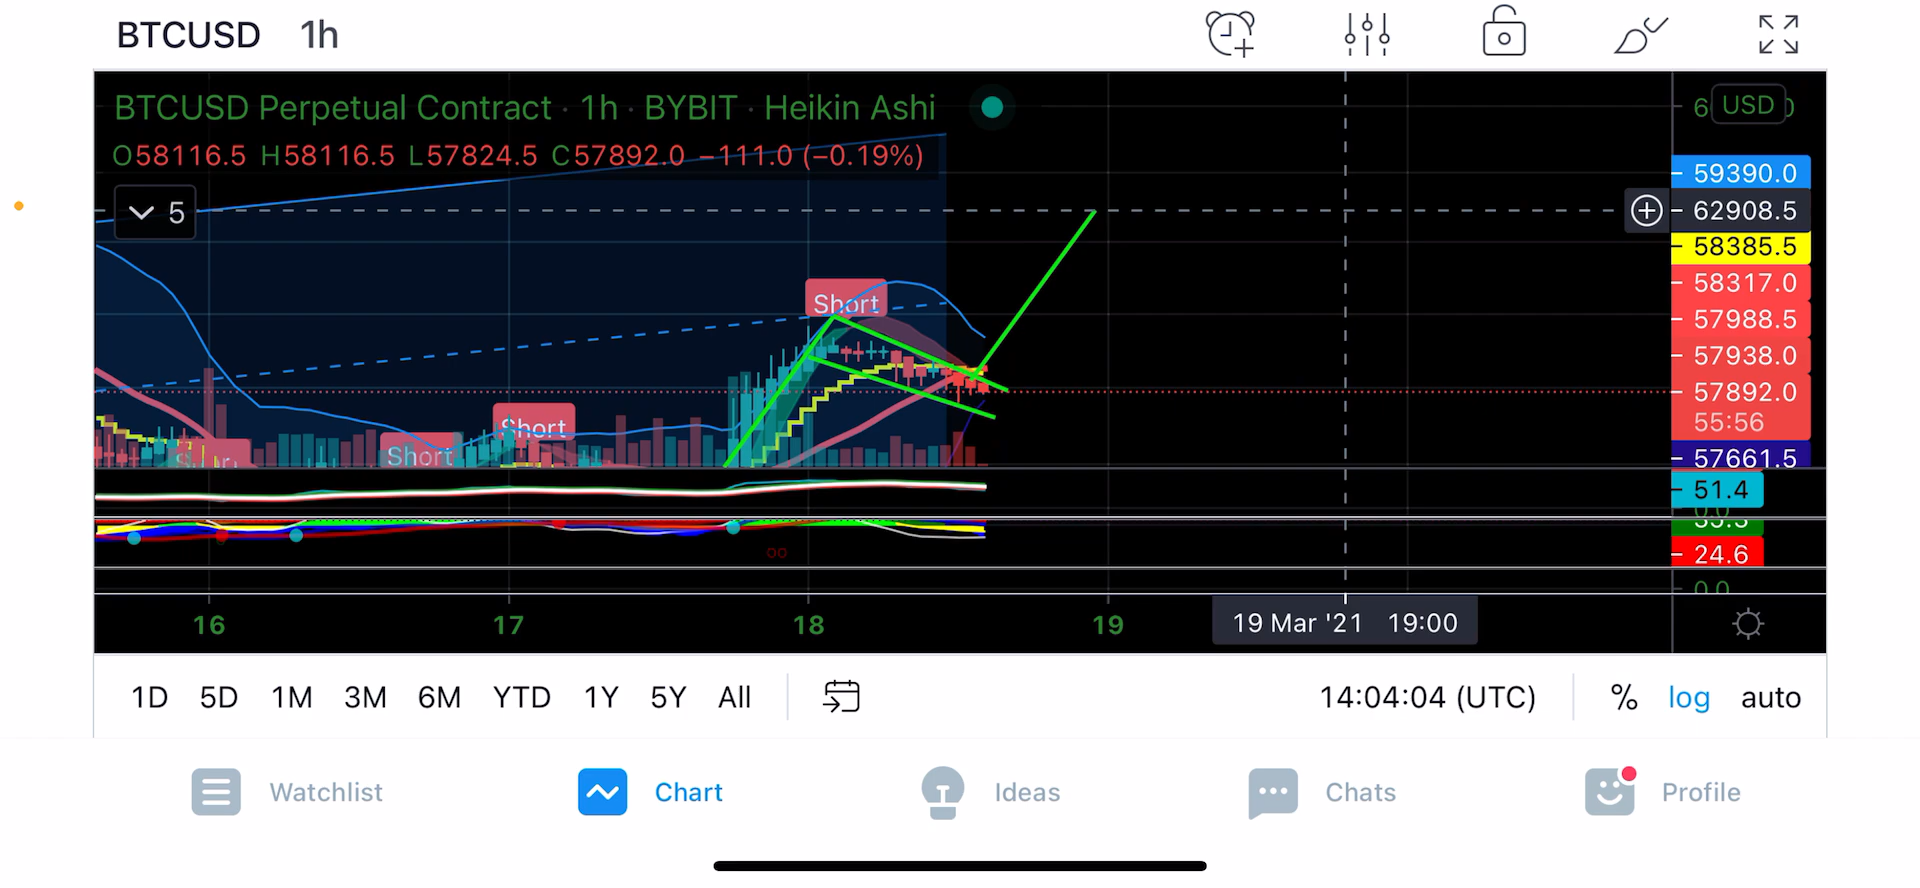 BTCUSD 1h
BTCUSD Perpetual Contract · 1h · BYBIT · Heikin Ashi
USD
O58116.5 H58116.5 L57824.5 C57892.0 −111.0 (−0.19%)
59390.0
5
62908.5
58385.5
Short
58317.0
57988.5
57938.0
57892.0
55:56
Short
Short
57661.5
51.4
24.6
16 17 18 19
19 Mar '21 19:00
1D 5D 1M 3M 6M YTD 1Y 5Y All
14:04:04 (UTC) % log auto
Watchlist Chart Ideas Chats Profile